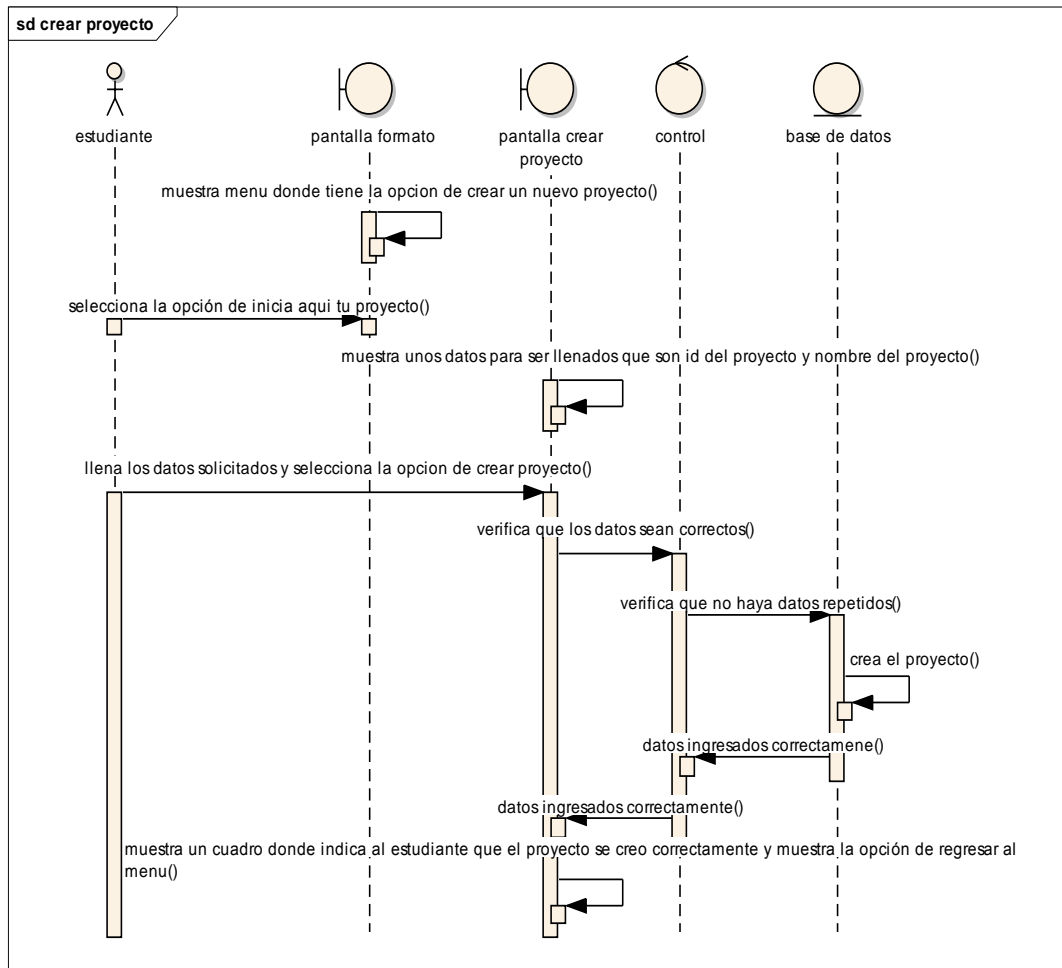 sd crear proyecto
estudiante
pantalla formato
pantalla crear
proyecto
control
base de datos
muestra menu donde tiene la opcion de crear un nuevo proyecto()
selecciona la opción de inicia aqui tu proyecto()
muestra unos datos para ser llenados que son id del proyecto y nombre del proyecto()
llena los datos solicitados y selecciona la opcion de crear proyecto()
verifica que los datos sean correctos()
verifica que no haya datos repetidos()
crea el proyecto()
datos ingresados correctamene()
datos ingresados correctamente()
muestra un cuadro donde indica al estudiante que el proyecto se creo correctamente y muestra la opción de regresar al
menu()